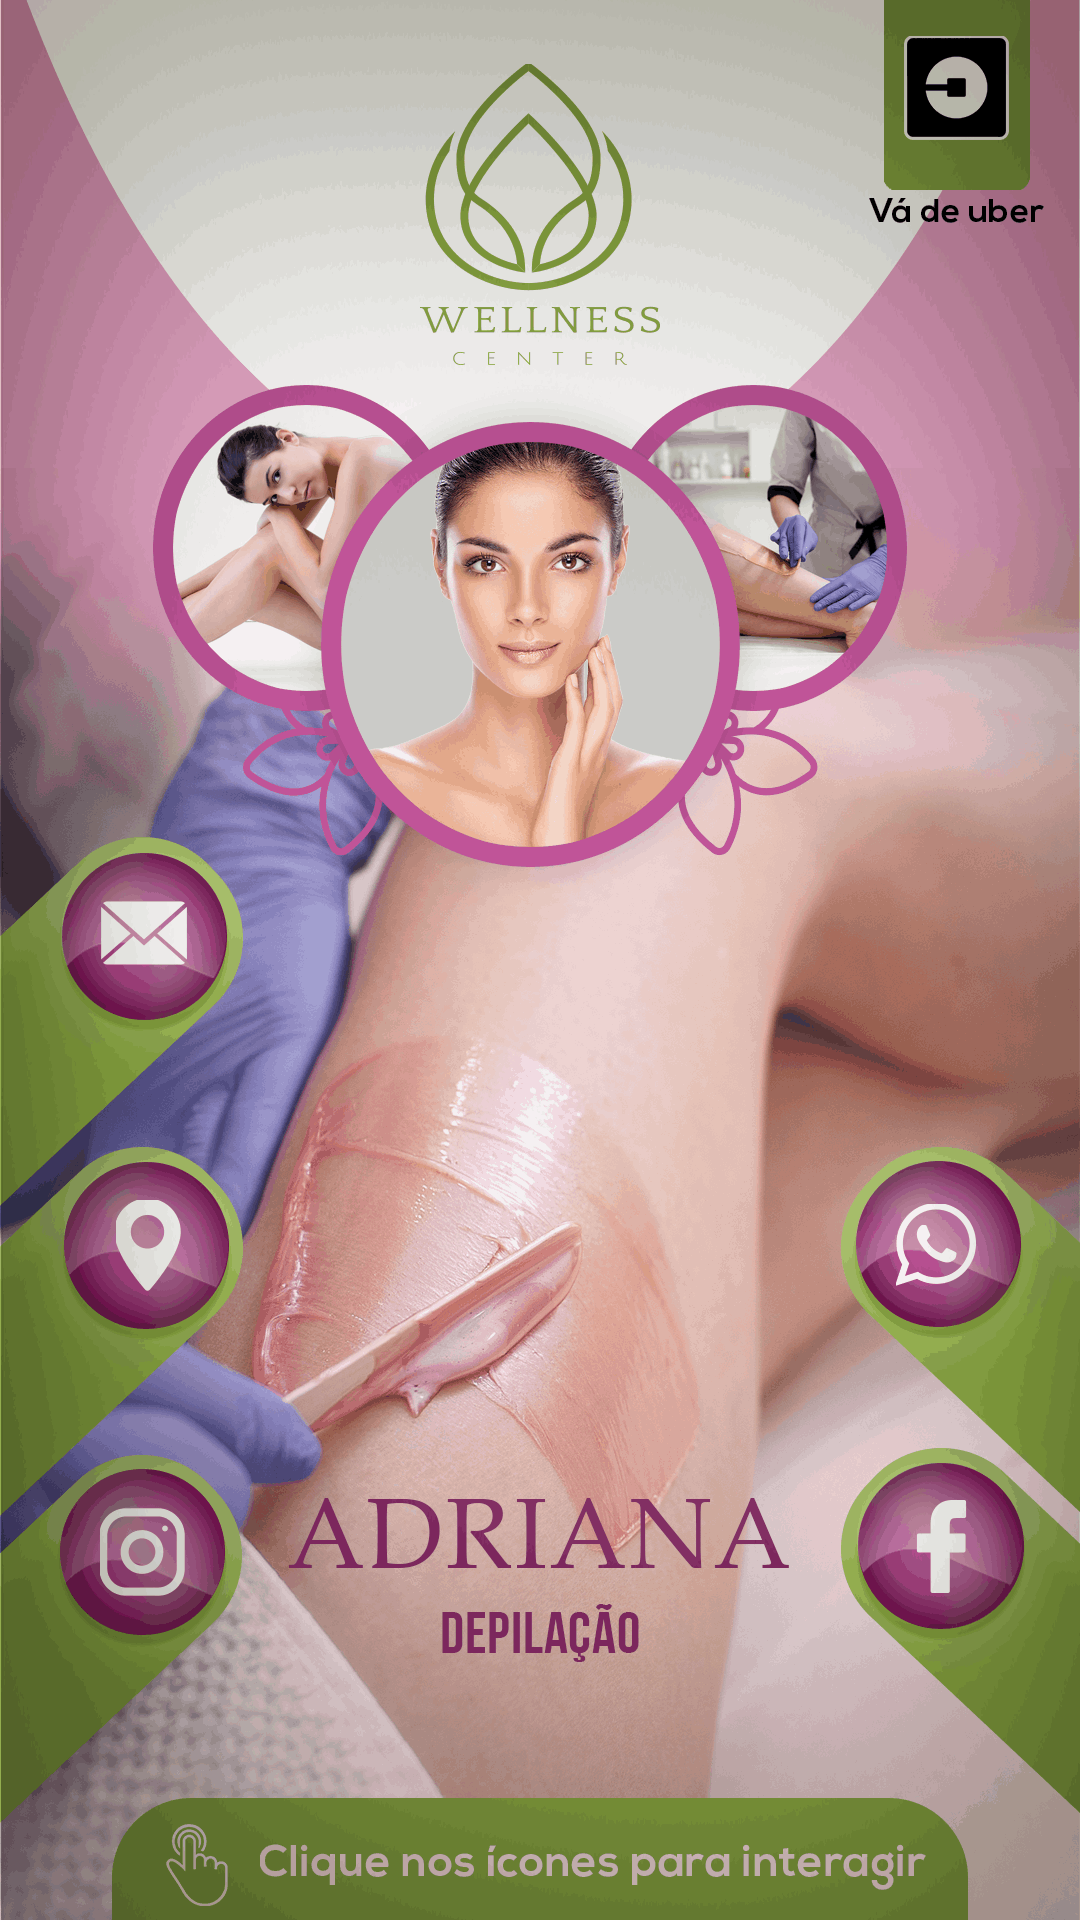 Vá de uber
WELLNESS
CENTER
ADRIANA
DEPILAÇÃO
Clique nos ícones para interagir